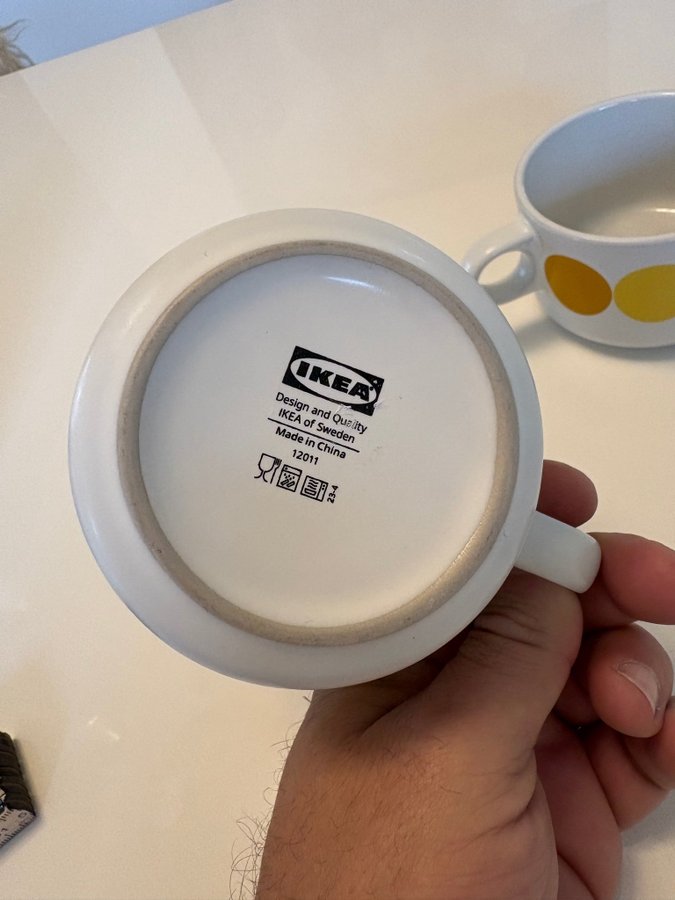 IKEA
Design and Quality
IKEA of Sweden
Made in China
12011
23-4